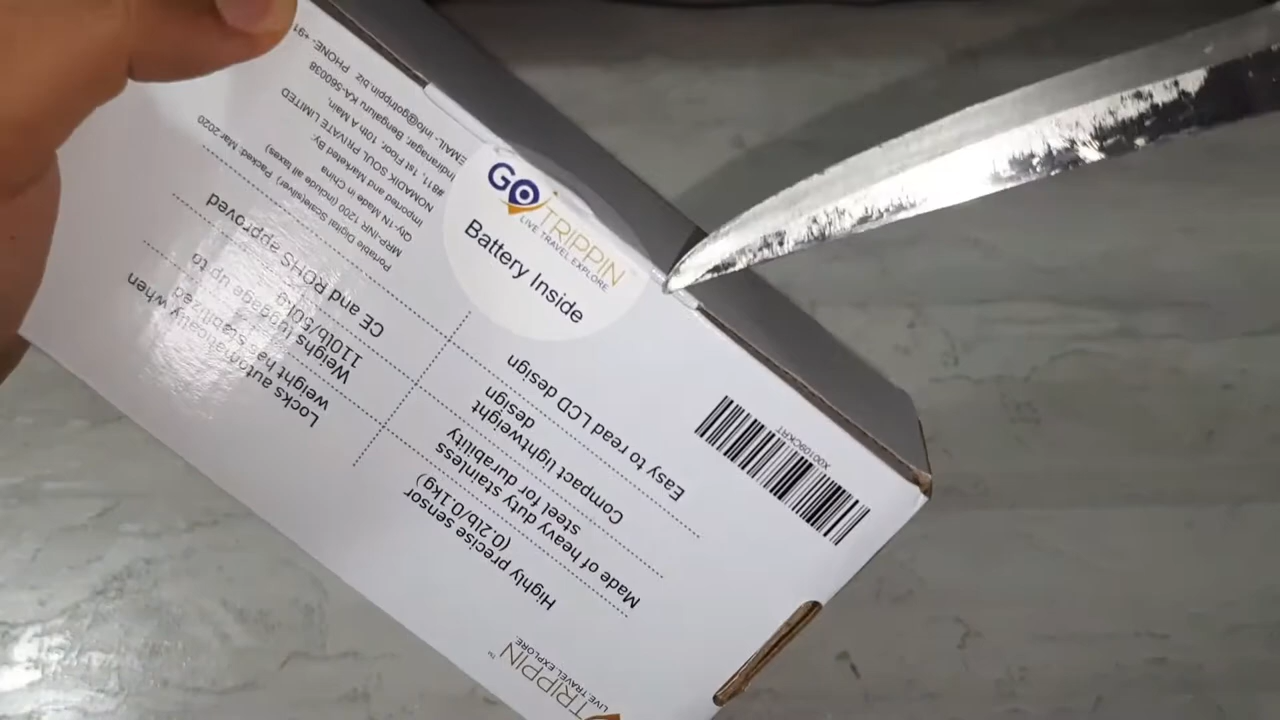 GO TRIPPIN
LIVE.TRAVEL.EXPLORE
Battery Inside
TRIPPIN™
LIVE.TRAVEL.EXPLORE.
Highly precise sensor
(0.2lb/0.1kg)
Made of heavy duty stainless
steel for durability
Compact lightweight
design
Easy to read LCD design
Locks automatically when
weight has stabilized
Weighs luggage up to
110lb/50kg
CE and ROHS approved
Portable Digital Scale(silver) Packed: Mar 2020
MRP-INR 1200 (Include all taxes)
Qty-1N Made in China
Imported and Marketed By:
NOMADIK SOUL PRIVATE LIMITED
#811, 1st Floor, 10th A Main,
Indiranagar, Bengaluru KA-560038
EMAIL- info@gotrippin.biz PHONE- +91